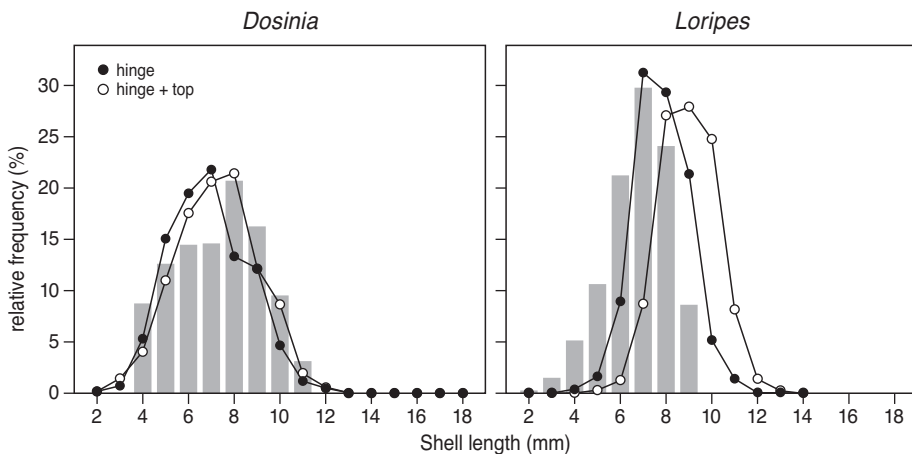 Dosinia
Loripes
hinge
hinge + top
relative frequency (%)
30
25
20
15
10
5
0
2 4 6 8 10 12 14 16 18
2 4 6 8 10 12 14 16 18
Shell length (mm)